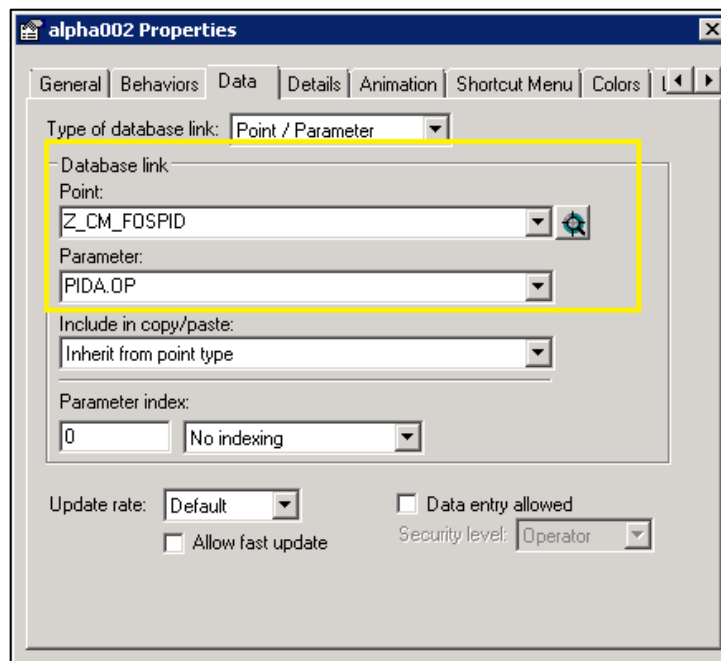 alpha002 Properties
General Behaviors Data Details Animation Shortcut Menu Colors
Type of database link: Point / Parameter
Database link
Point:
Z_CM_FOSPID
Parameter:
PIDA.OP
Include in copy/paste:
Inherit from point type
Parameter index:
0 No indexing
Update rate: Default Data entry allowed
Allow fast update Security level: Operator